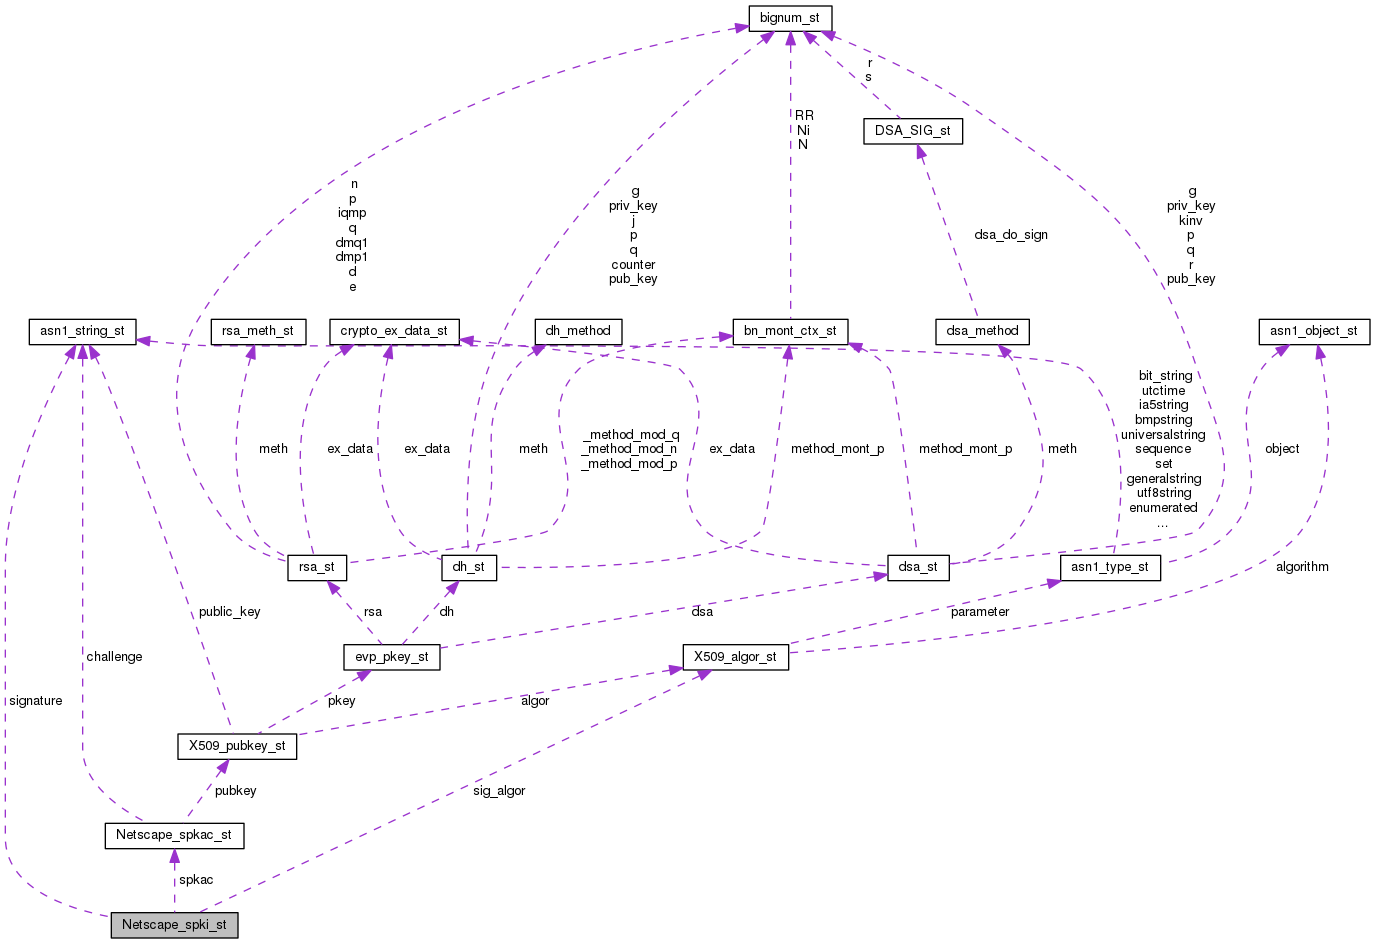 bignum_st
r
s
RR
Ni
N
DSA_SIG_st
n
p
iqmp
q
dmq1
dmp1
d
e
g
priv_key
j
p
q
counter
pub_key
dsa_do_sign
g
priv_key
kinv
p
q
r
pub_key
asn1_string_st
rsa_meth_st
crypto_ex_data_st
dh_method
bn_mont_ctx_st
dsa_method
asn1_object_st
meth
ex_data
ex_data
meth
_method_mod_q
_method_mod_n
_method_mod_p
ex_data
method_mont_p
method_mont_p
meth
bit_string
utctime
ia5string
bmpstring
universalstring
sequence
set
generalstring
utf8string
enumerated
...
object
rsa_st
dh_st
dsa_st
asn1_type_st
algorithm
public_key
rsa
dh
dsa
parameter
challenge
evp_pkey_st
X509_algor_st
signature
pkey
algor
X509_pubkey_st
pubkey
sig_algor
Netscape_spkac_st
spkac
Netscape_spki_st